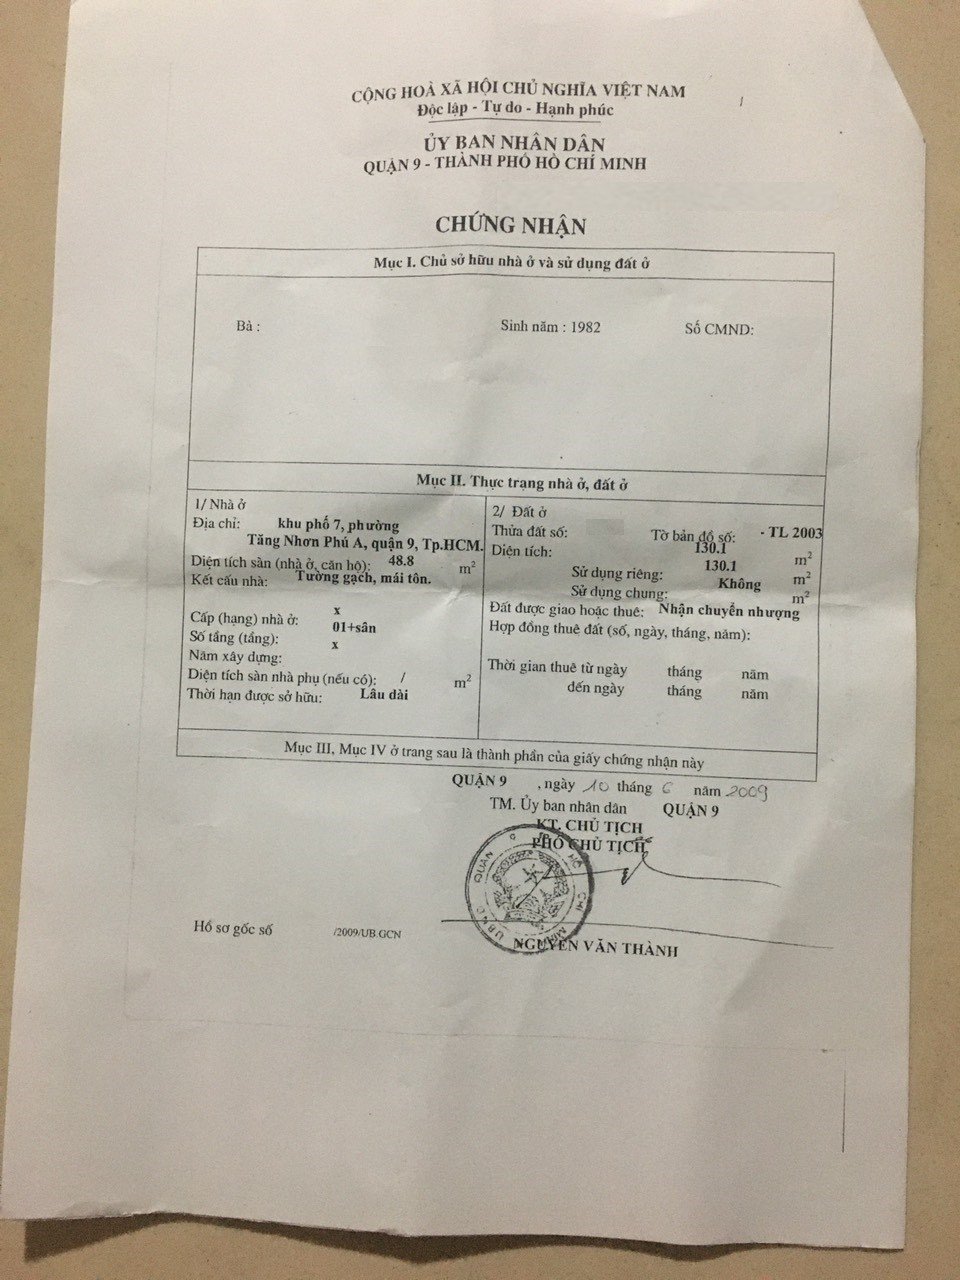 CỘNG HOÀ XÃ HỘI CHỦ NGHĨA VIỆT NAM
Độc lập - Tự do - Hạnh phúc
ỦY BAN NHÂN DÂN
QUẬN 9 - THÀNH PHỐ HỒ CHÍ MINH
CHỨNG NHẬN
Mục I. Chủ sở hữu nhà ở và sử dụng đất ở
Bà : Sinh năm : 1982 Số CMND:
Mục II. Thực trạng nhà ở, đất ở
1/ Nhà ở
Địa chỉ: khu phố 7, phường
Tăng Nhơn Phú A, quận 9, Tp.HCM.
Diện tích sàn (nhà ở, căn hộ): 48.8 m²
Kết cấu nhà: Tường gạch, mái tôn.
Cấp (hạng) nhà ở: x
Số tầng (tầng): 01+sân
Năm xây dựng: x
Diện tích sàn nhà phụ (nếu có): / m²
Thời hạn được sở hữu: Lâu dài
2/ Đất ở
Thửa đất số: Tờ bản đồ số: - TL 2003
Diện tích: 130.1 m²
Sử dụng riêng: 130.1 m²
Sử dụng chung: Không m²
Đất được giao hoặc thuê: Nhận chuyển nhượng
Hợp đồng thuê đất (số, ngày, tháng, năm):
Thời gian thuê từ ngày tháng năm
đến ngày tháng năm
Mục III, Mục IV ở trang sau là thành phần của giấy chứng nhận này
QUẬN 9 , ngày 10 tháng 6 năm 2009
TM. Ủy ban nhân dân QUẬN 9
KT. CHỦ TỊCH
PHÓ CHỦ TỊCH
NGUYỄN VĂN THÀNH
Hồ sơ gốc số /2009/UB.GCN